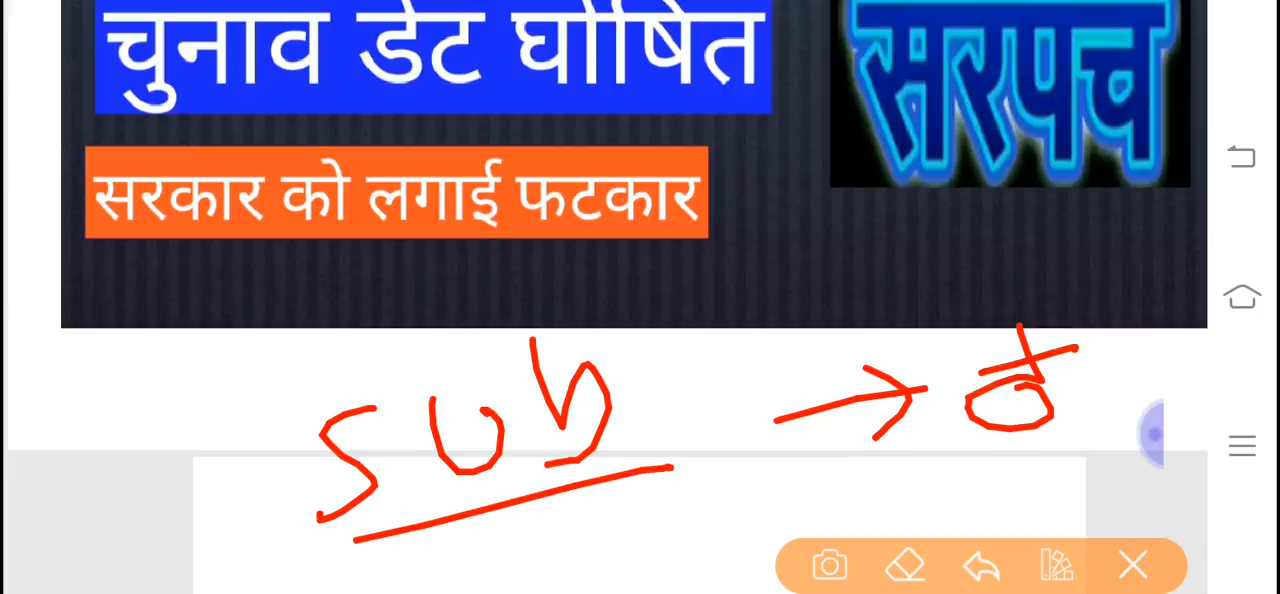 चुनाव डेट घोषित
सरपंच
सरकार को लगाई फटकार
sub